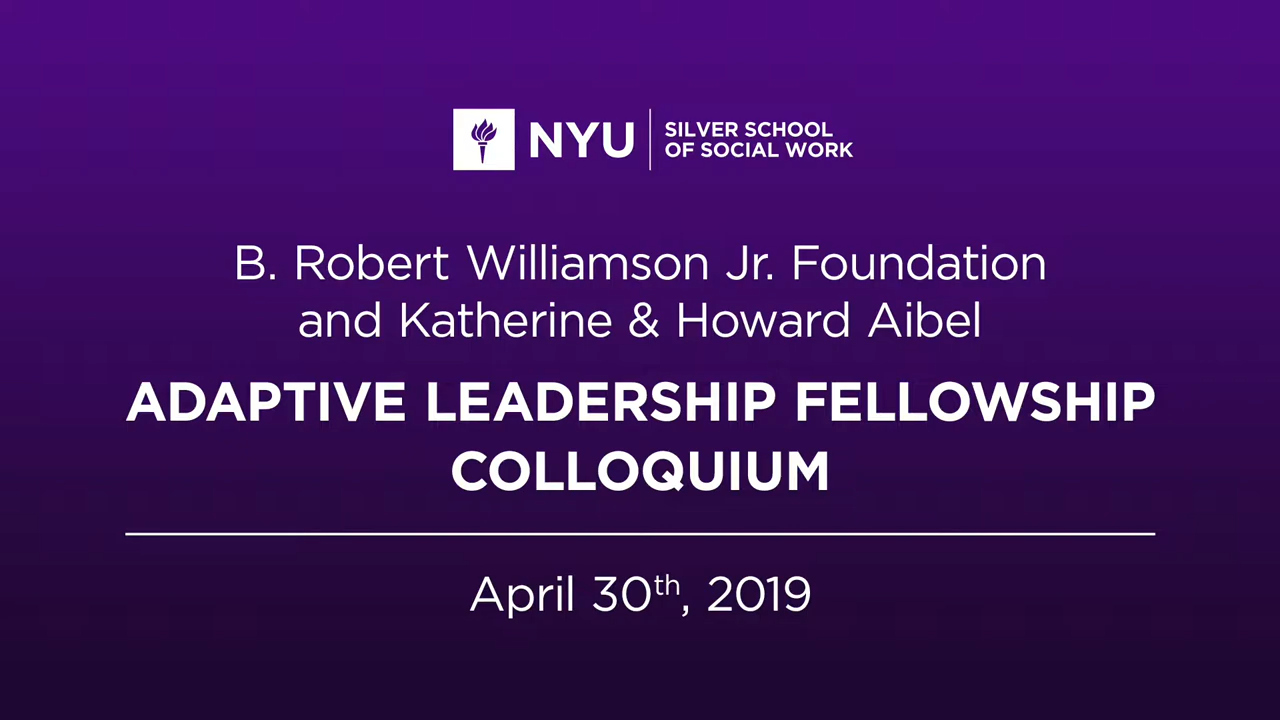 NYU
SILVER SCHOOL
OF SOCIAL WORK
B. Robert Williamson Jr. Foundation
and Katherine & Howard Aibel
ADAPTIVE LEADERSHIP FELLOWSHIP
COLLOQUIUM
April 30th, 2019